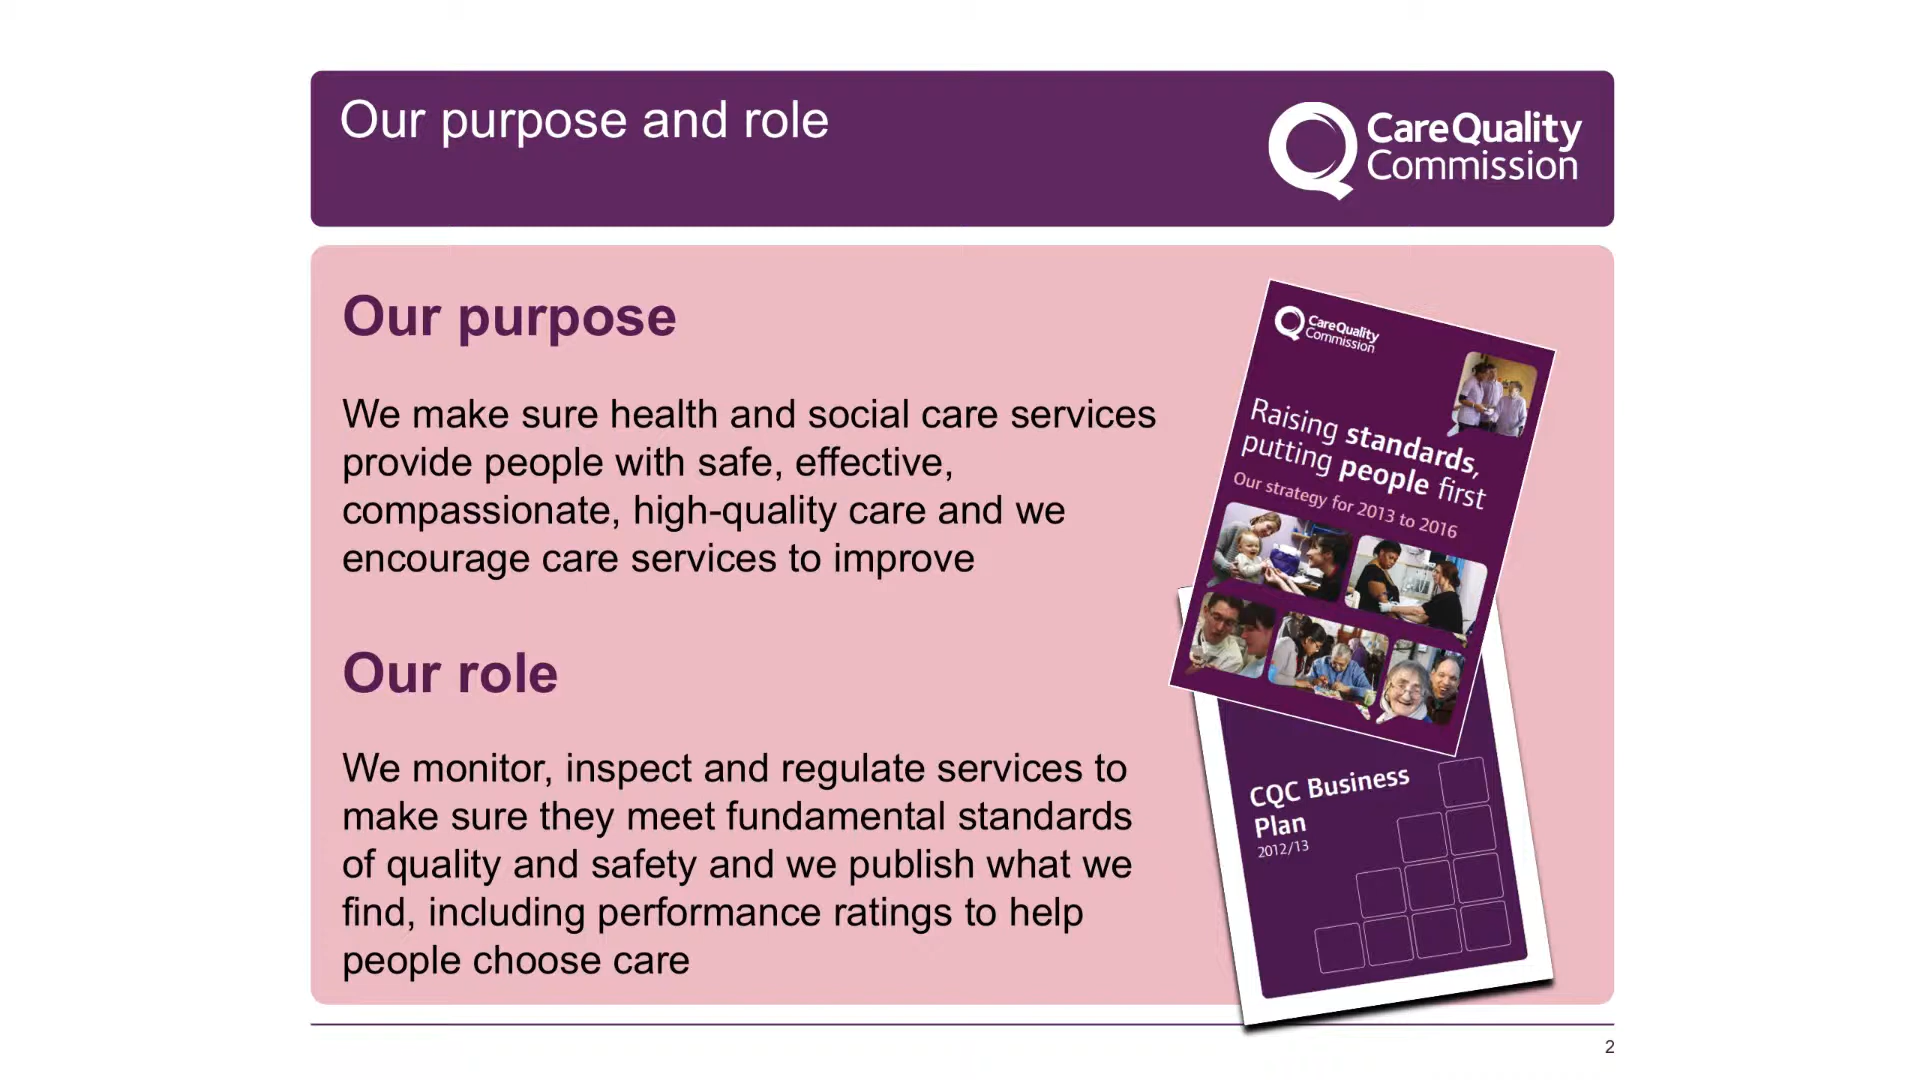 Our purpose and role
CareQuality
Commission
Our purpose
We make sure health and social care services
provide people with safe, effective,
compassionate, high-quality care and we
encourage care services to improve
Our role
We monitor, inspect and regulate services to
make sure they meet fundamental standards
of quality and safety and we publish what we
find, including performance ratings to help
people choose care
CareQuality
Commission
Raising standards,
putting people first
Our strategy for 2013 to 2016
CQC Business
Plan
2012/13
2